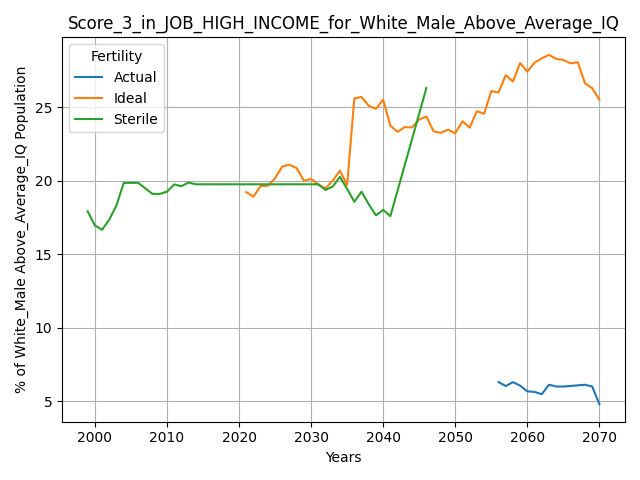 Score_3_in_JOB_HIGH_INCOME_for_White_Male_Above_Average_IQ
Fertility
Actual
Ideal
Sterile
% of White_Male Above_Average_IQ Population
25
20
15
10
5
2000 2010 2020 2030 2040 2050 2060 2070
Years